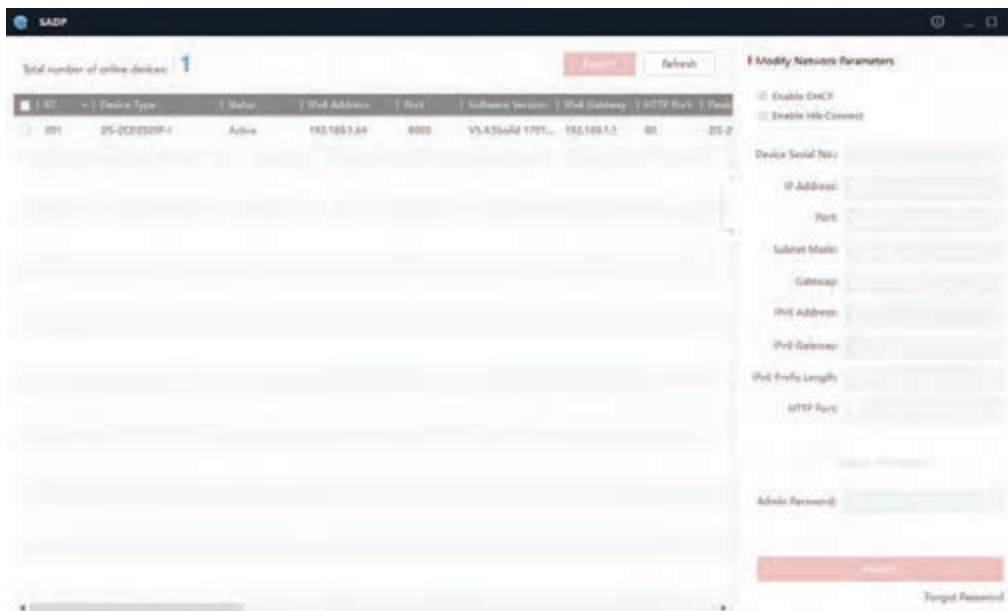 SADP
Total number of online devices: 1
Export
Refresh
ID
Device Type
Status
IPv4 Address
Port
Software Version
IPv4 Gateway
HTTP Port
001
Active
192.168.1.64
8000
192.168.1.1
80
Modify Network Parameters
Enable DHCP
Enable Hik-Connect
Device Serial No.:
IP Address:
Port:
Subnet Mask:
Gateway:
IPv6 Address:
IPv6 Gateway:
IPv6 Prefix Length:
HTTP Port:
Admin Password:
Modify
Forgot Password